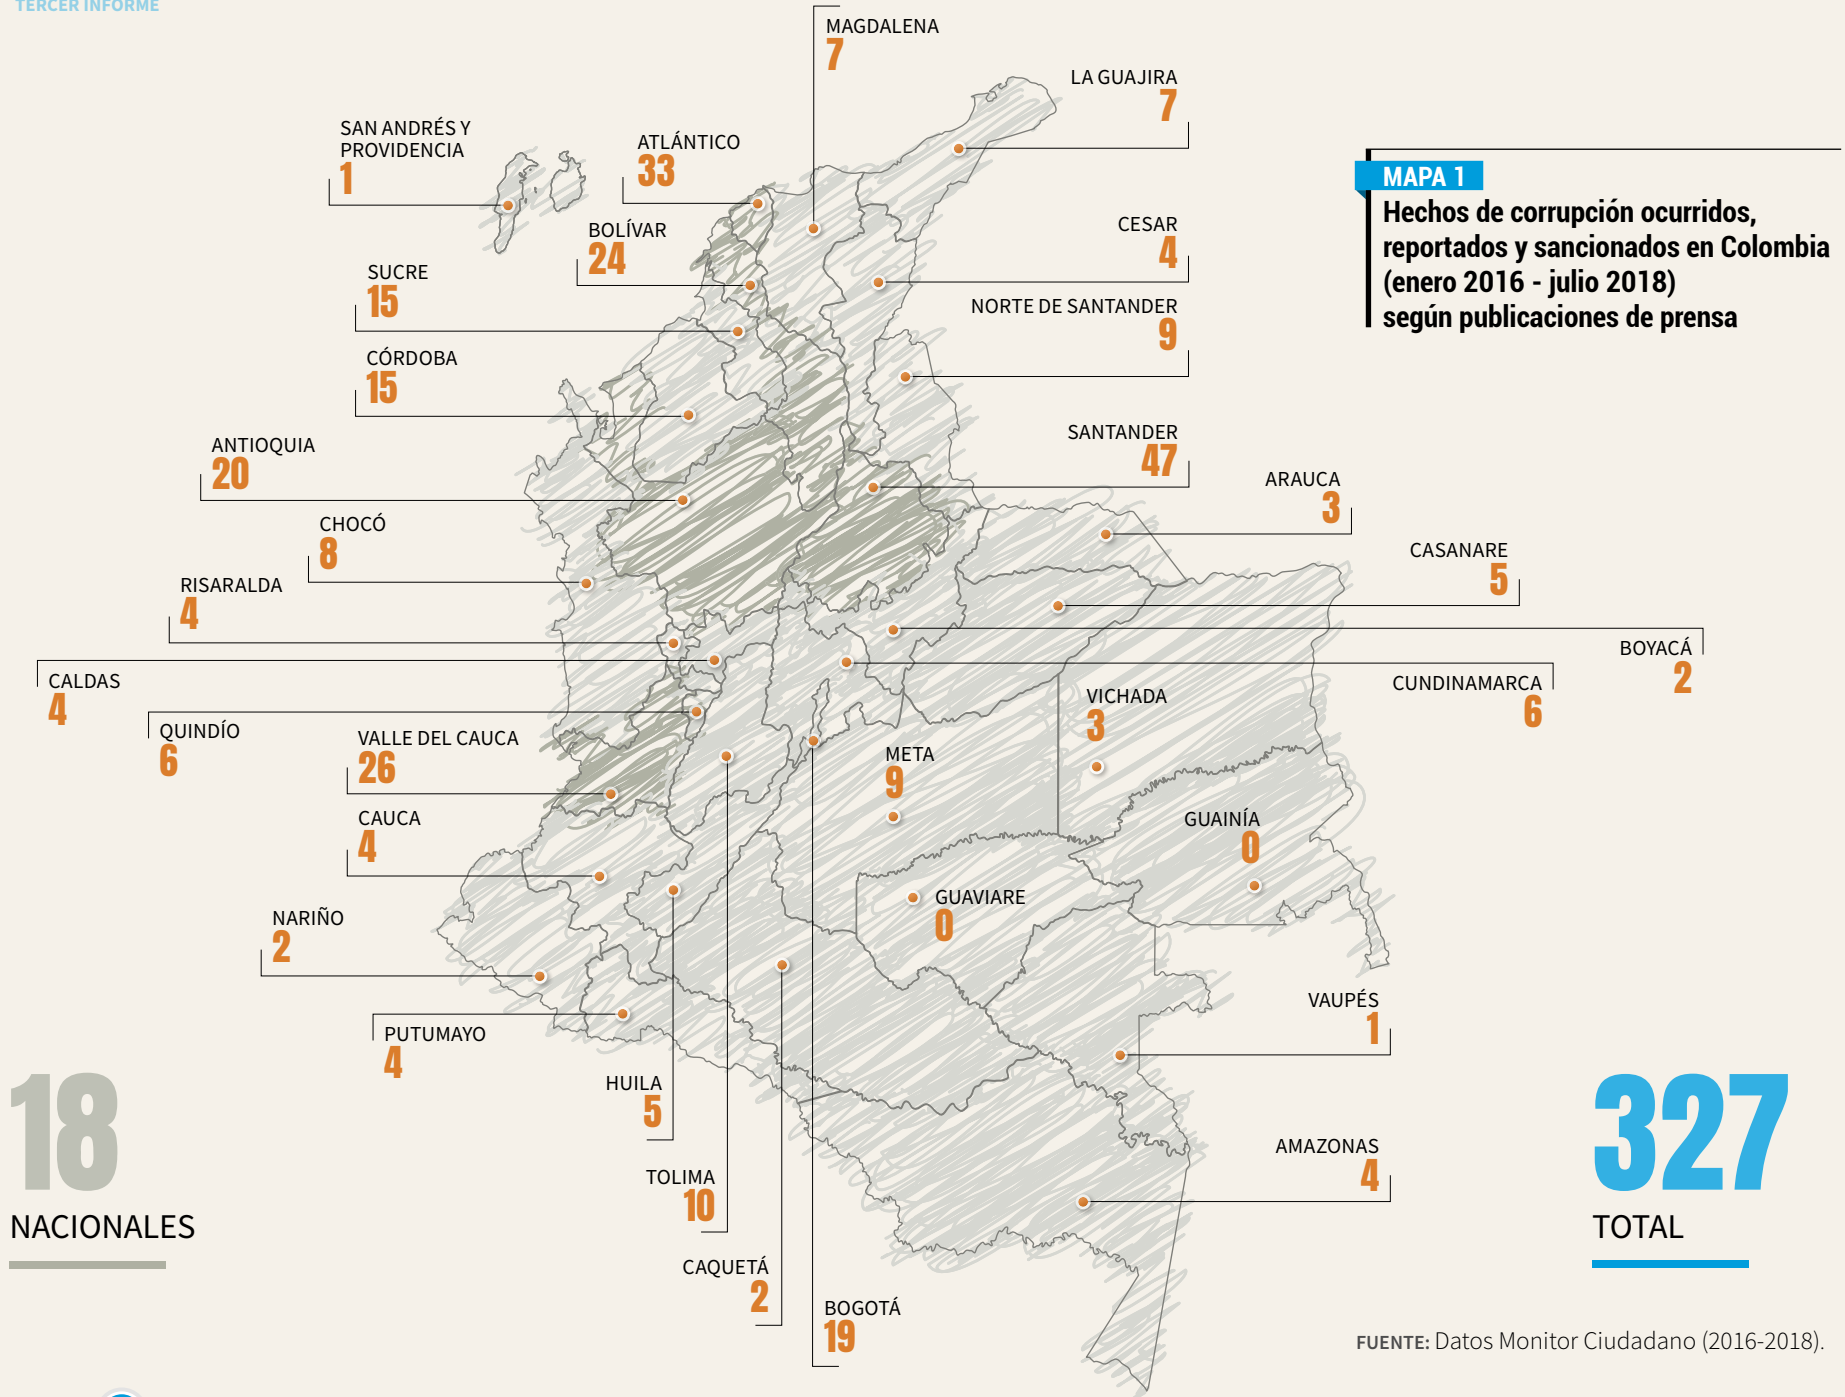 TERCER INFORME
MAGDALENA
7
LA GUAJIRA
7
SAN ANDRÉS Y
PROVIDENCIA
1
ATLÁNTICO
33
MAPA 1
Hechos de corrupción ocurridos,
reportados y sancionados en Colombia
(enero 2016 - julio 2018)
según publicaciones de prensa
BOLÍVAR
24
CESAR
4
SUCRE
15
NORTE DE SANTANDER
9
CÓRDOBA
15
SANTANDER
47
ANTIOQUIA
20
ARAUCA
3
CHOCÓ
8
CASANARE
5
RISARALDA
4
BOYACÁ
2
CALDAS
4
CUNDINAMARCA
6
VICHADA
3
QUINDÍO
6
VALLE DEL CAUCA
26
META
9
CAUCA
4
GUAINÍA
0
GUAVIARE
0
NARIÑO
2
VAUPÉS
1
PUTUMAYO
4
18
NACIONALES
HUILA
5
327
TOTAL
TOLIMA
10
AMAZONAS
4
CAQUETÁ
2
BOGOTÁ
19
FUENTE: Datos Monitor Ciudadano (2016-2018).